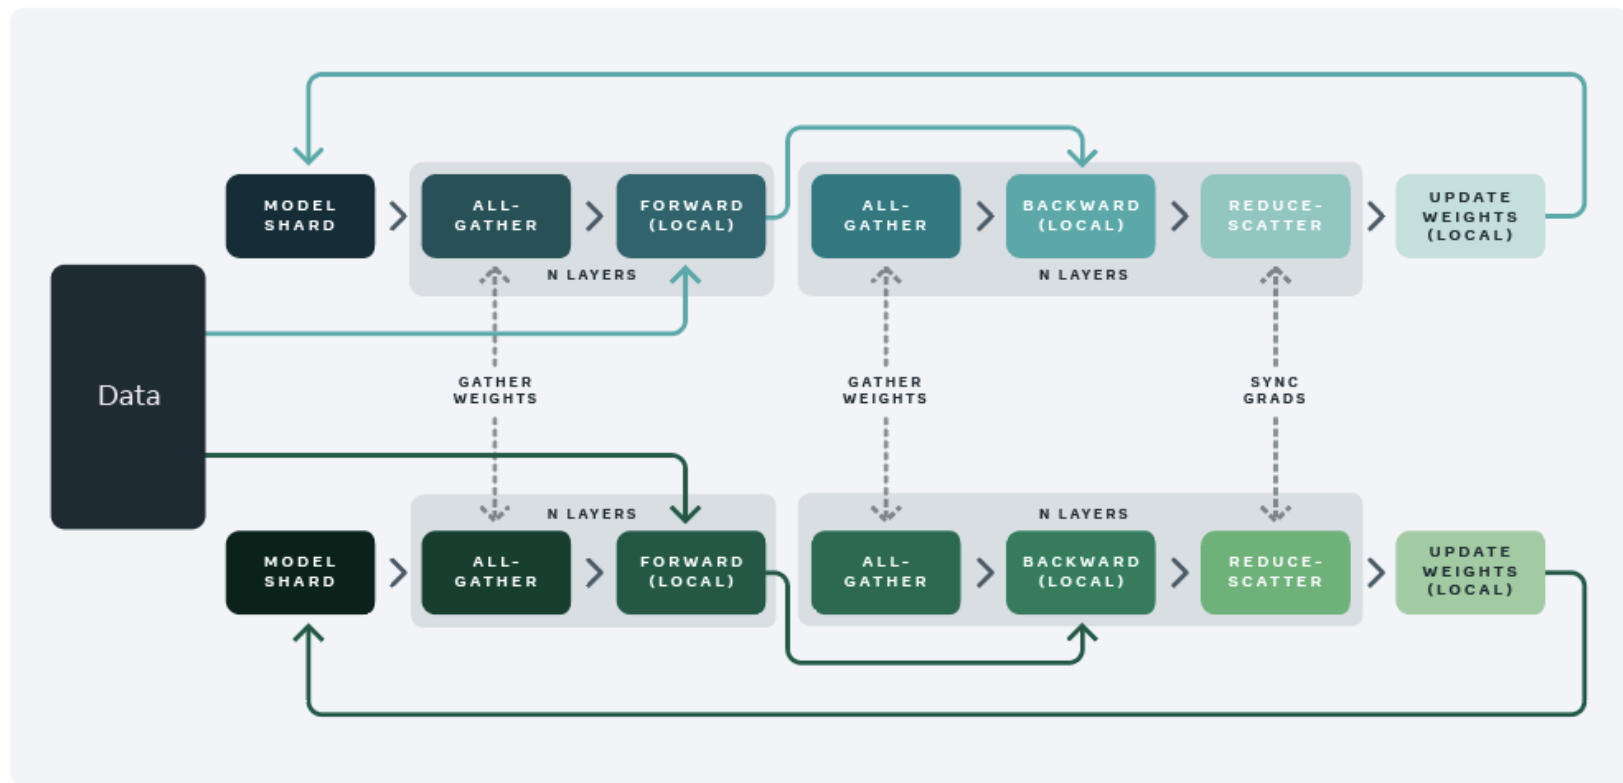 MODEL
SHARD
ALL-
GATHER
FORWARD
(LOCAL)
N LAYERS
ALL-
GATHER
BACKWARD
(LOCAL)
REDUCE-
SCATTER
N LAYERS
UPDATE
WEIGHTS
(LOCAL)
Data
GATHER
WEIGHTS
GATHER
WEIGHTS
SYNC
GRADS
MODEL
SHARD
N LAYERS
ALL-
GATHER
FORWARD
(LOCAL)
N LAYERS
ALL-
GATHER
BACKWARD
(LOCAL)
REDUCE-
SCATTER
UPDATE
WEIGHTS
(LOCAL)